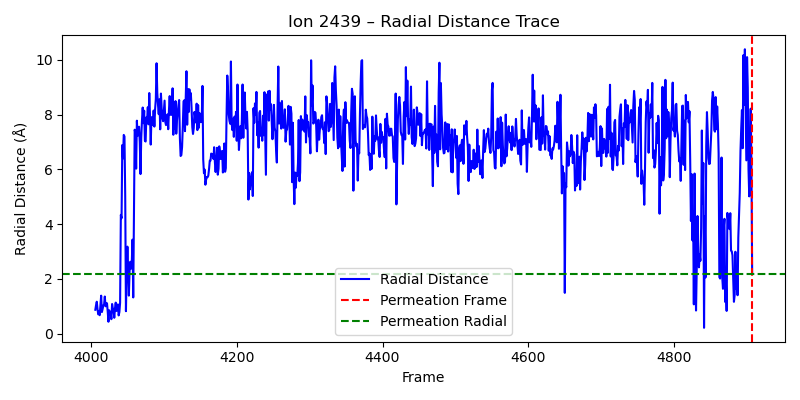 Ion 2439 – Radial Distance Trace
10
8
6
4
2
0
Radial Distance (Å)
Radial Distance
Permeation Frame
Permeation Radial
4000
4200
4400
4600
4800
Frame